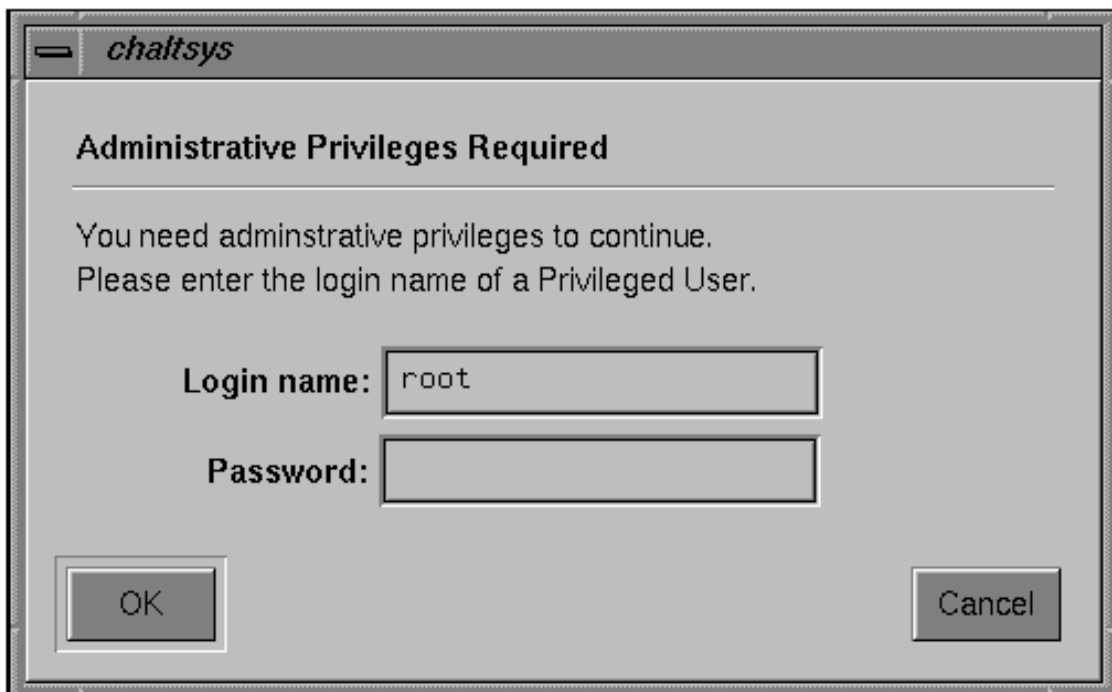 chaltsys
Administrative Privileges Required
You need adminstrative privileges to continue.
Please enter the login name of a Privileged User.
Login name: root
Password:
OK Cancel